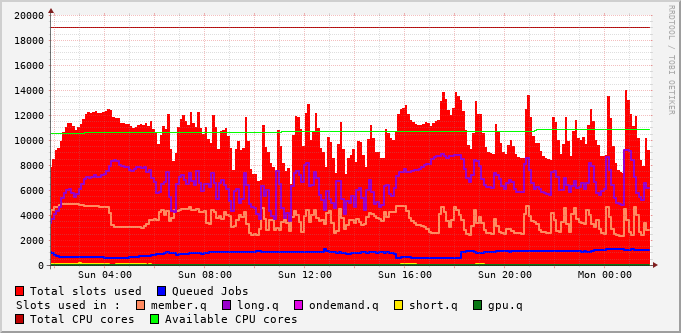 RRDTOOL / TOBI OETIKER
20000
18000
16000
14000
12000
10000
8000
6000
4000
2000
0
Sun 04:00 Sun 08:00 Sun 12:00 Sun 16:00 Sun 20:00 Mon 00:00
Total slots used Queued Jobs
Slots used in : member.q long.q ondemand.q short.q gpu.q
Total CPU cores Available CPU cores